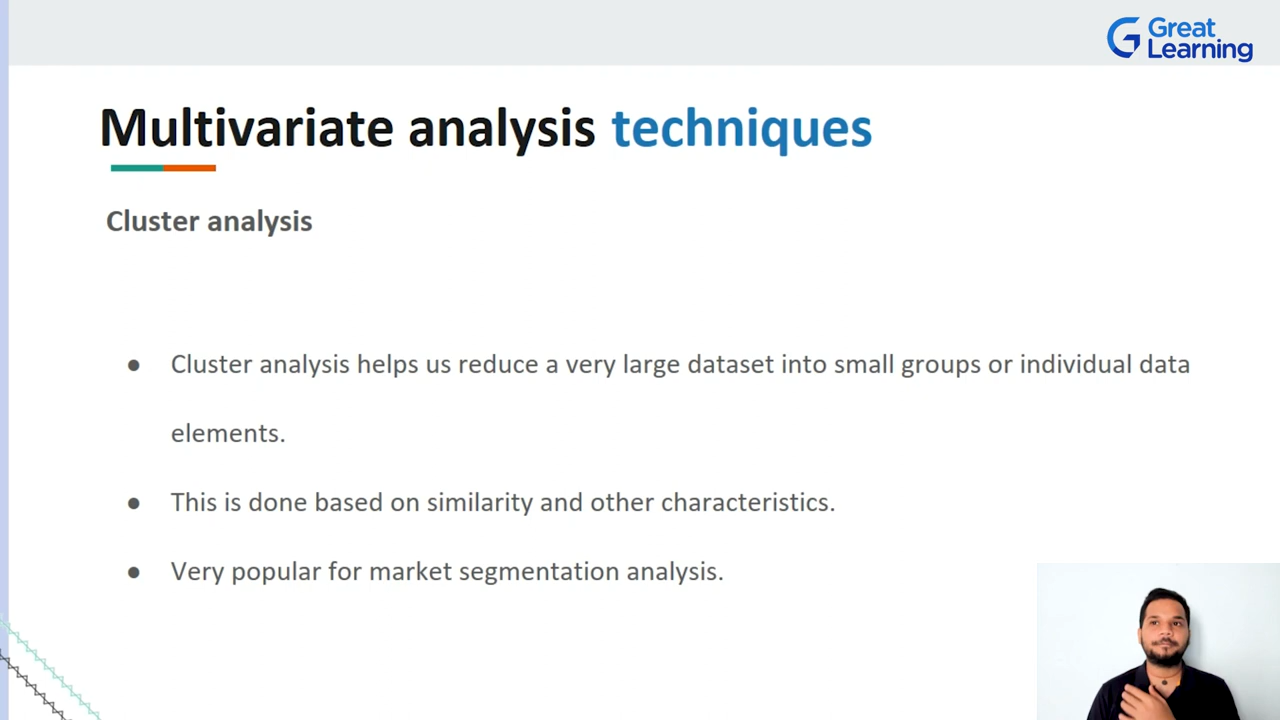 Great
Learning
Multivariate analysis techniques
Cluster analysis
● Cluster analysis helps us reduce a very large dataset into small groups or individual data
elements.
● This is done based on similarity and other characteristics.
● Very popular for market segmentation analysis.